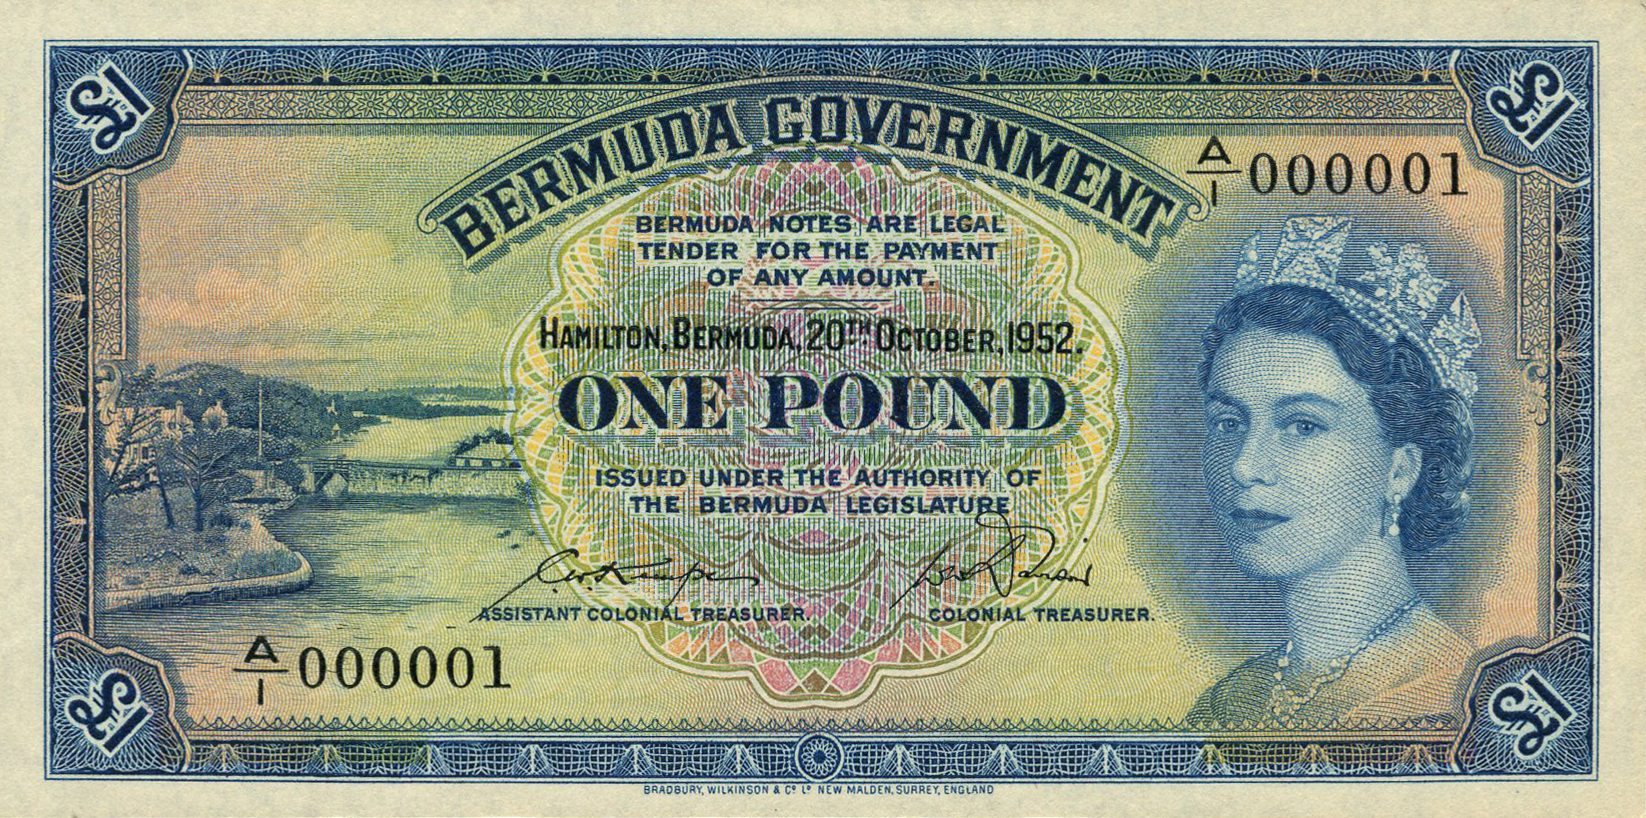 £1
£1
BERMUDA GOVERNMENT
A/1 000001
BERMUDA NOTES ARE LEGAL
TENDER FOR THE PAYMENT
OF ANY AMOUNT.
HAMILTON, BERMUDA, 20TH OCTOBER, 1952.
ONE POUND
ISSUED UNDER THE AUTHORITY OF
THE BERMUDA LEGISLATURE
ASSISTANT COLONIAL TREASURER.
COLONIAL TREASURER.
A/1 000001
£1
£1
BRADBURY, WILKINSON & Co. Ld. NEW MALDEN, SURREY, ENGLAND